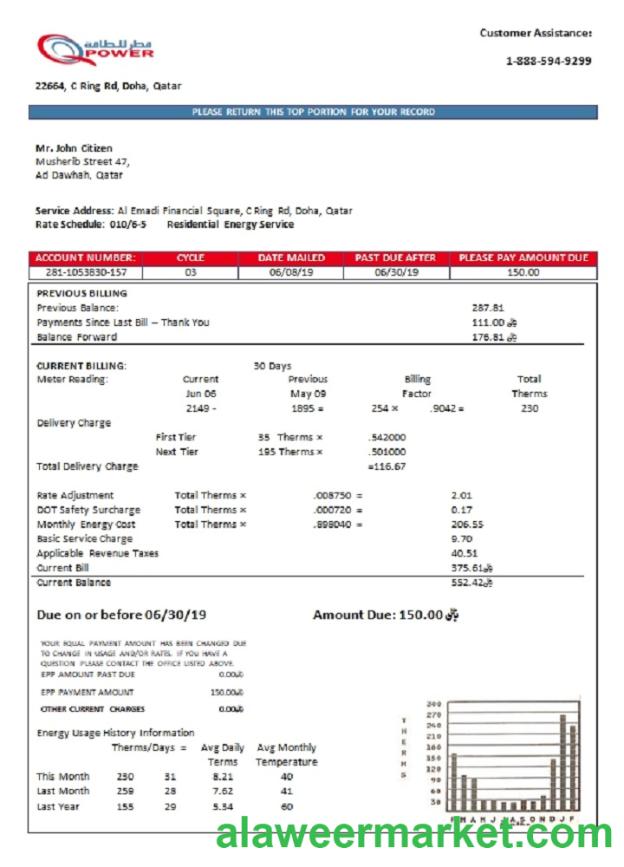 قطر للطاقة
POWER
Customer Assistance:
1-888-594-9299
22664, C Ring Rd, Doha, Qatar
PLEASE RETURN THIS TOP PORTION FOR YOUR RECORD
Mr. John Citizen
Musherib Street 47,
Ad Dawhah, Qatar
Service Address: Al Emadi Financial Square, C Ring Rd, Doha, Qatar
Rate Schedule: 010/6-5 Residential Energy Service
ACCOUNT NUMBER: CYCLE DATE MAILED PAST DUE AFTER PLEASE PAY AMOUNT DUE
281-1053830-157 03 06/08/19 06/30/19 150.00
PREVIOUS BILLING
Previous Balance: 287.81
Payments Since Last Bill – Thank You 111.00 ﷼
Balance Forward 176.81 ﷼
CURRENT BILLING: 30 Days
Meter Reading: Current Previous Billing Total
Jun 06 May 09 Factor Therms
2149 - 1895 = 254 × .9042 = 230
Delivery Charge
First Tier 35 Therms × .542000
Next Tier 195 Therms × .501000
Total Delivery Charge =116.67
Rate Adjustment Total Therms × .008750 = 2.01
DOT Safety Surcharge Total Therms × .000720 = 0.17
Monthly Energy Cost Total Therms × .898040 = 206.55
Basic Service Charge 9.70
Applicable Revenue Taxes 40.51
Current Bill 375.61﷼
Current Balance 552.42﷼
Due on or before 06/30/19 Amount Due: 150.00﷼
YOUR EQUAL PAYMENT AMOUNT HAS BEEN CHANGED DUE
TO CHANGE IN USAGE AND/OR RATES. IF YOU HAVE A
QUESTION PLEASE CONTACT THE OFFICE LISTED ABOVE.
EPP AMOUNT PAST DUE 0.00﷼
EPP PAYMENT AMOUNT 150.00﷼
OTHER CURRENT CHARGES 0.00﷼
Energy Usage History Information
Therms/Days = Avg Daily Avg Monthly
Terms Temperature
This Month 230 31 8.21 40
Last Month 259 28 7.62 41
Last Year 155 29 5.34 60
T H E R M S
300
270
240
210
180
150
120
90
60
30
F M A M J J A S O N D J F
alaweermarket.com